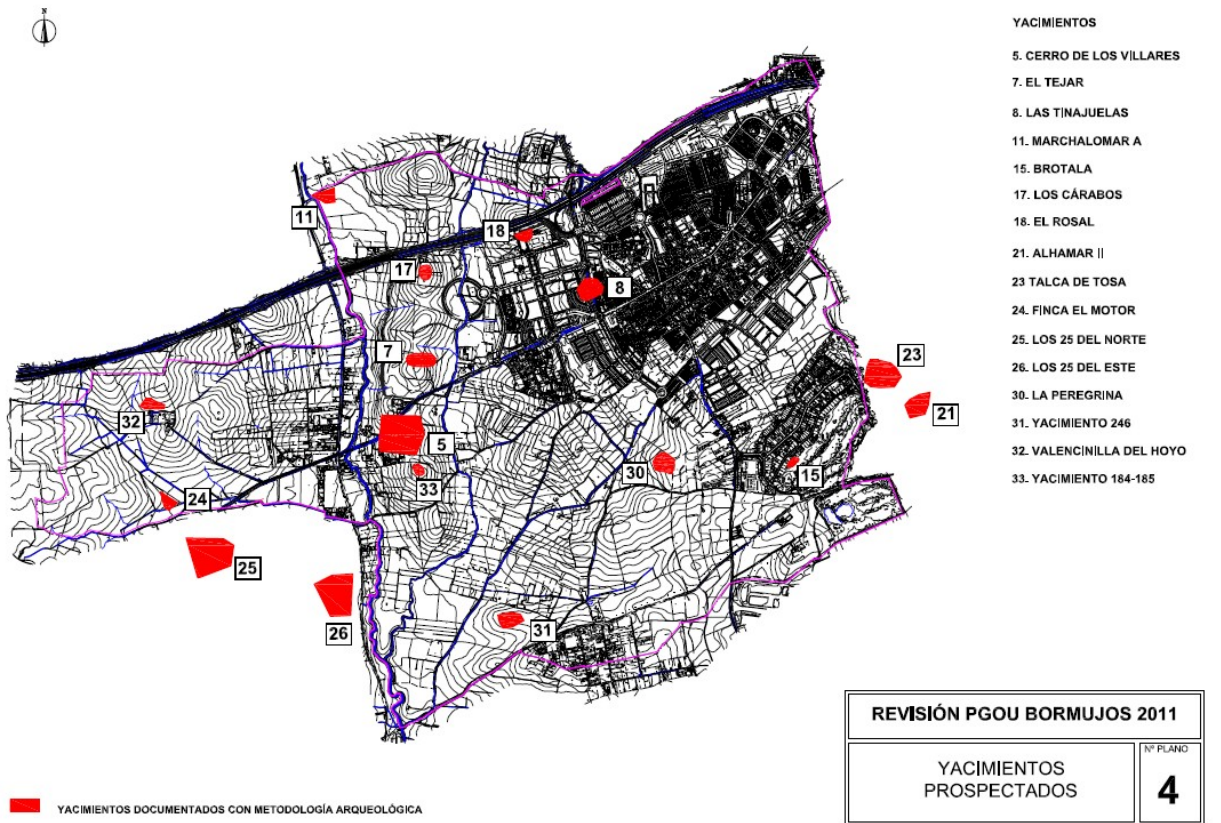 N
YACIMIENTOS
5. CERRO DE LOS VILLARES
7. EL TEJAR
8. LAS TINAJUELAS
11. MARCHALOMAR A
15. BROTALA
17. LOS CÁRABOS
18. EL ROSAL
21. ALHAMAR II
23 TALCA DE TOSA
24. FINCA EL MOTOR
25. LOS 25 DEL NORTE
26. LOS 25 DEL ESTE
30. LA PEREGRINA
31. YACIMIENTO 246
32. VALENCINILLA DEL HOYO
33. YACIMIENTO 184-185
11
18
17
8
7
23
21
32
5
30
15
33
24
25
26
31
REVISIÓN PGOU BORMUJOS 2011
YACIMIENTOS
PROSPECTADOS
Nº PLANO
4
YACIMIENTOS DOCUMENTADOS CON METODOLOGÍA ARQUEOLÓGICA